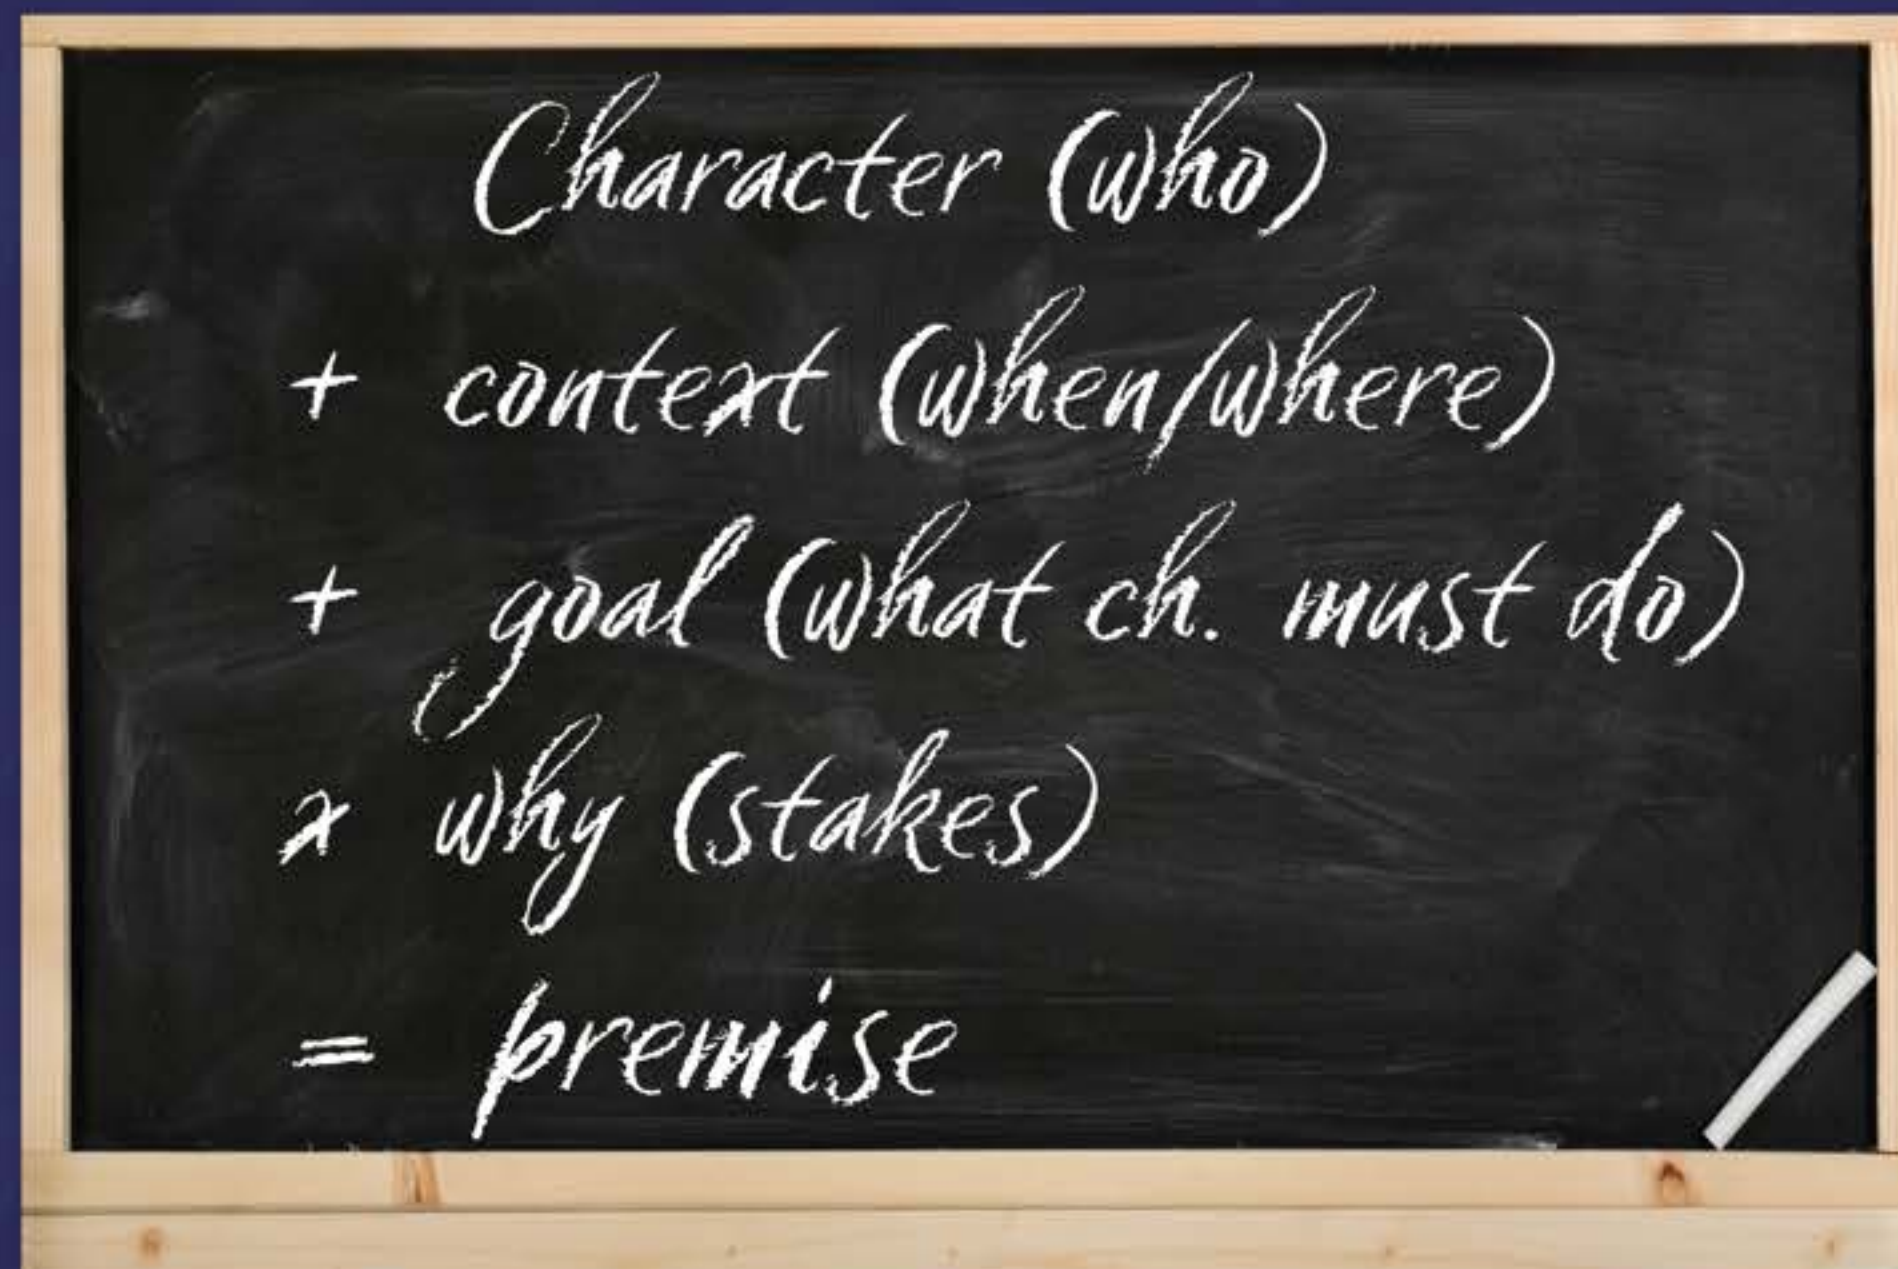 Character (who)
+ context (when/where)
+ goal (what ch. must do)
x why (stakes)
= premise